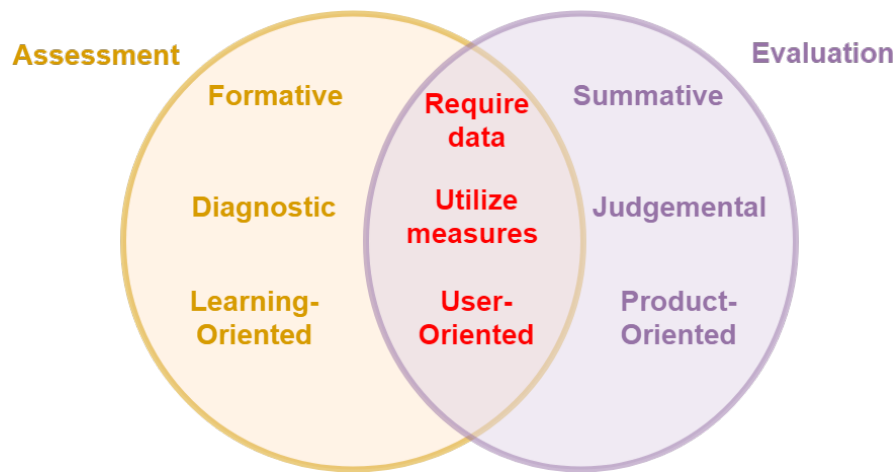 Assessment
Evaluation
Formative
Diagnostic
Learning-
Oriented
Require
data
Utilize
measures
User-
Oriented
Summative
Judgemental
Product-
Oriented